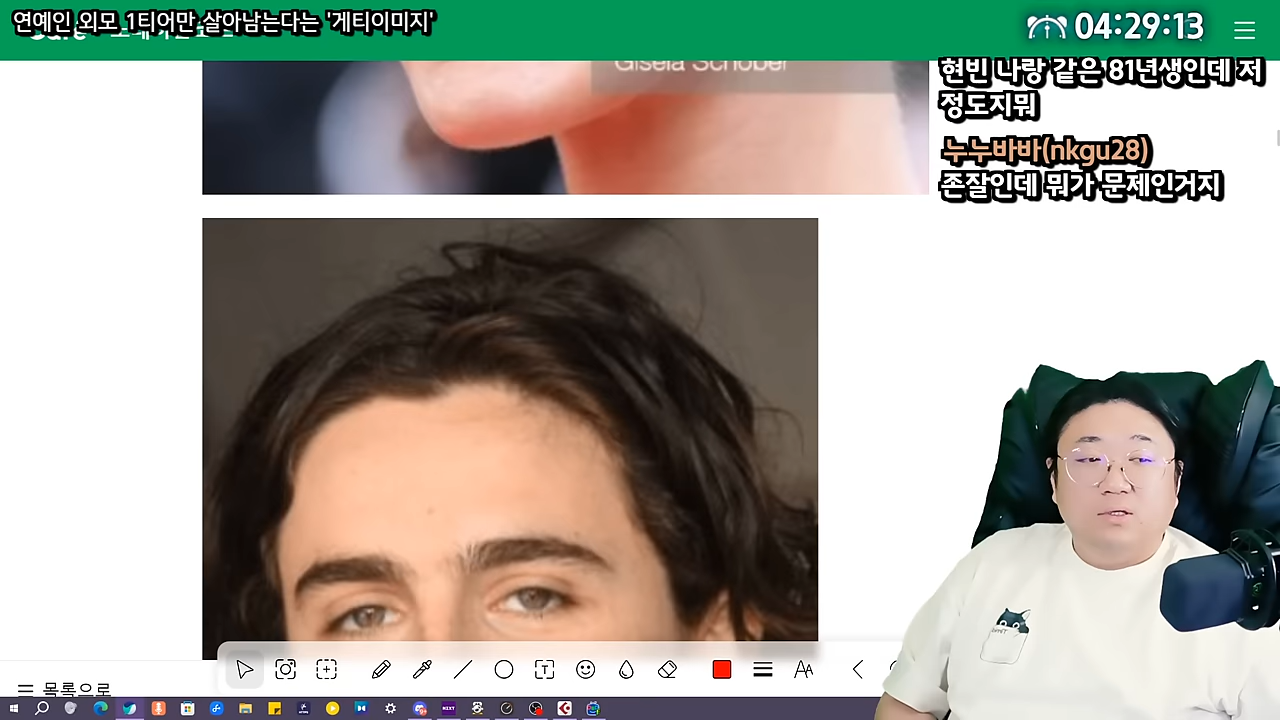 연예인 외모 1티어만 살아남는다는 '게티이미지'
04:29:13
Gisela Schober
현빈 나랑 같은 81년생인데 저
정도지뭐
누누바바(nkgu28)
존잘인데 뭐가 문제인거지
목록으로
NEXT